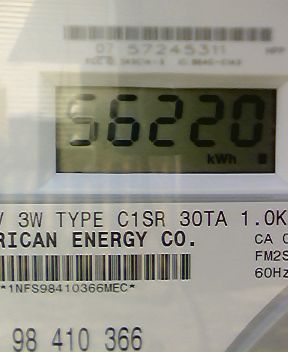 07 57245311
56220
kWh
V 3W TYPE C1SR 30TA 1.0K
RICAN ENERGY CO.
CA
FM2S
60Hz
*1NFS98410366MEC*
98 410 366